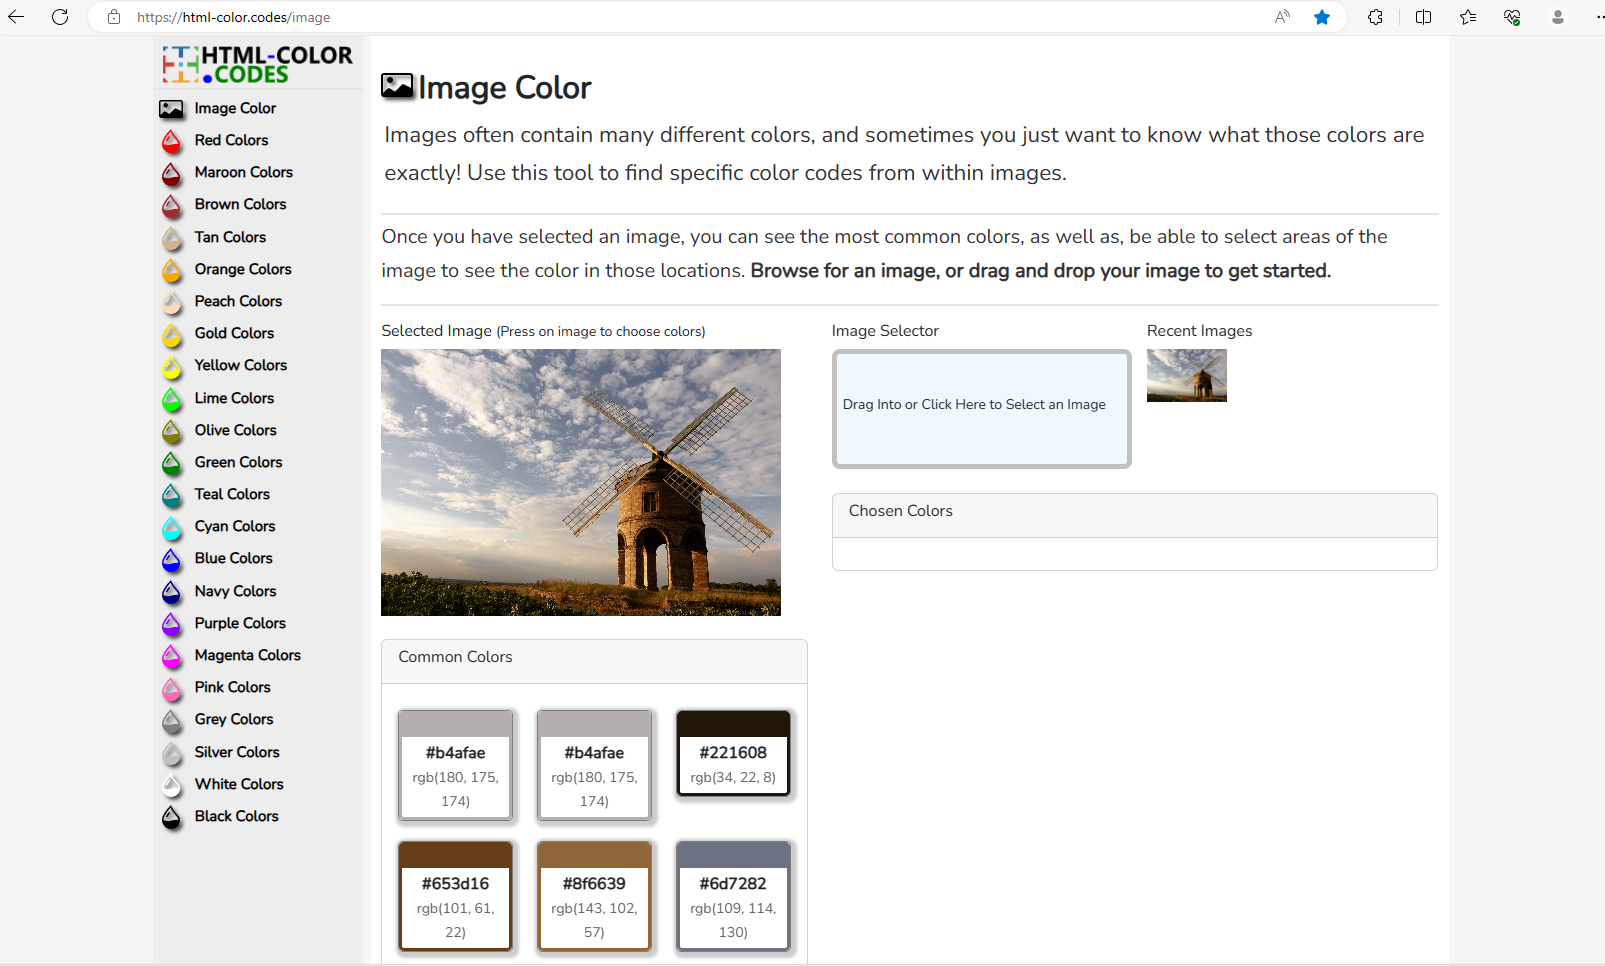 https://html-color.codes/image
HTML-COLOR
.CODES
Image Color
Red Colors
Maroon Colors
Brown Colors
Tan Colors
Orange Colors
Peach Colors
Gold Colors
Yellow Colors
Lime Colors
Olive Colors
Green Colors
Teal Colors
Cyan Colors
Blue Colors
Navy Colors
Purple Colors
Magenta Colors
Pink Colors
Grey Colors
Silver Colors
White Colors
Black Colors
Image Color
Images often contain many different colors, and sometimes you just want to know what those colors are
exactly! Use this tool to find specific color codes from within images.
Once you have selected an image, you can see the most common colors, as well as, be able to select areas of the
image to see the color in those locations. Browse for an image, or drag and drop your image to get started.
Selected Image (Press on image to choose colors)
Image Selector
Recent Images
Drag Into or Click Here to Select an Image
Chosen Colors
Common Colors
#b4afae
rgb(180, 175,
174)
#b4afae
rgb(180, 175,
174)
#221608
rgb(34, 22, 8)
#653d16
rgb(101, 61,
22)
#8f6639
rgb(143, 102,
57)
#6d7282
rgb(109, 114,
130)